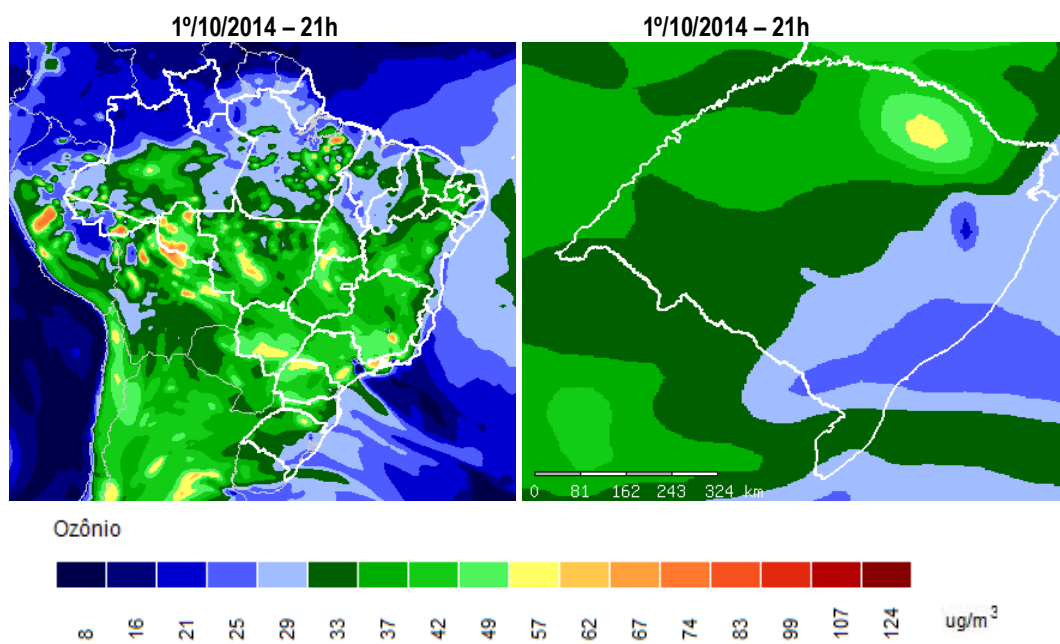 1º/10/2014 – 21h
1º/10/2014 – 21h
0 81 162 243 324 km
Ozônio
8 16 21 25 29 33 37 42 49 57 62 67 74 83 99 107 124 ug/m³